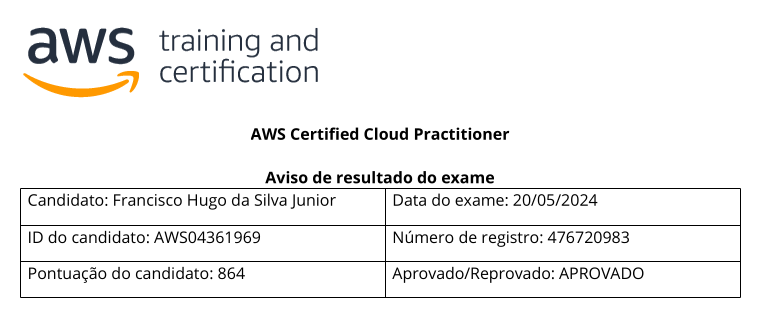 aws training and
certification
AWS Certified Cloud Practitioner
Aviso de resultado do exame
Candidato: Francisco Hugo da Silva Junior
Data do exame: 20/05/2024
ID do candidato: AWS04361969
Número de registro: 476720983
Pontuação do candidato: 864
Aprovado/Reprovado: APROVADO